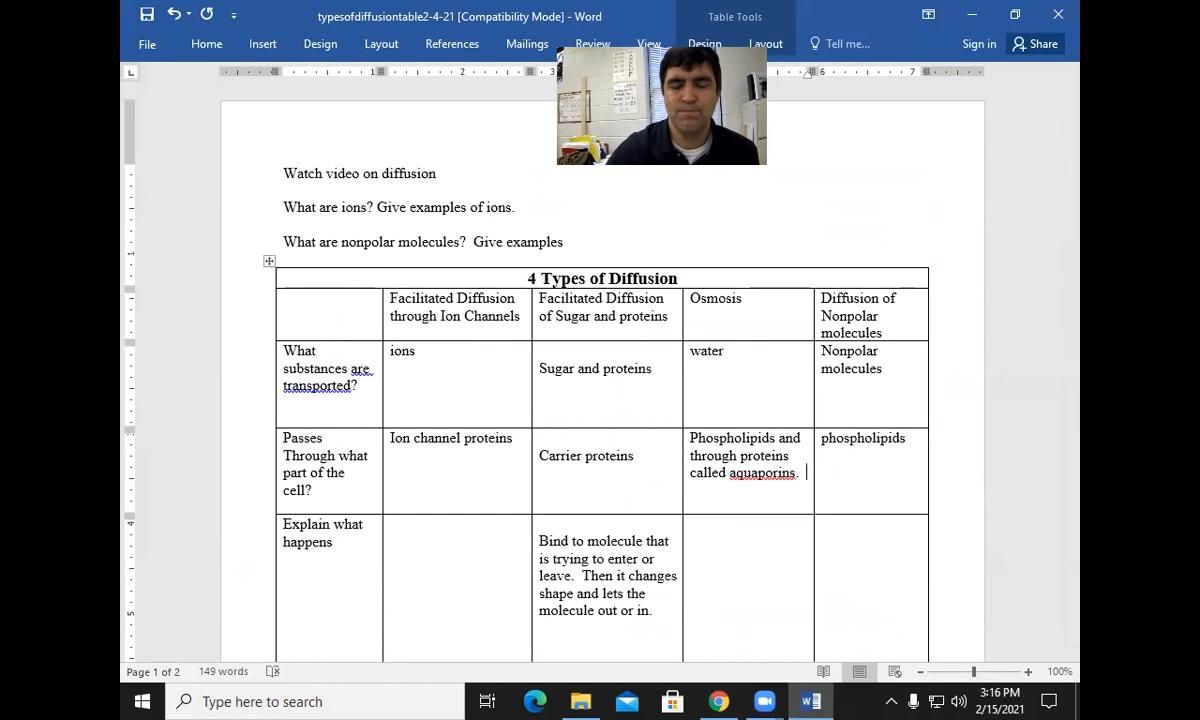 typesofdiffusiontable2-4-21 [Compatibility Mode] - Word
Table Tools
File Home Insert Design Layout References Mailings Review View Design Layout Tell me... Sign in Share
1 2 3 6 7
Watch video on diffusion
What are ions? Give examples of ions.
What are nonpolar molecules? Give examples
4 Types of Diffusion
Facilitated Diffusion
through Ion Channels
Facilitated Diffusion
of Sugar and proteins
Osmosis
Diffusion of
Nonpolar
molecules
What
substances are
transported?
ions
Sugar and proteins
water
Nonpolar
molecules
Passes
Through what
part of the
cell?
Ion channel proteins
Carrier proteins
Phospholipids and
through proteins
called aquaporins.
phospholipids
Explain what
happens
Bind to molecule that
is trying to enter or
leave. Then it changes
shape and lets the
molecule out or in.
Page 1 of 2 149 words 100%
Type here to search
3:16 PM
2/15/2021